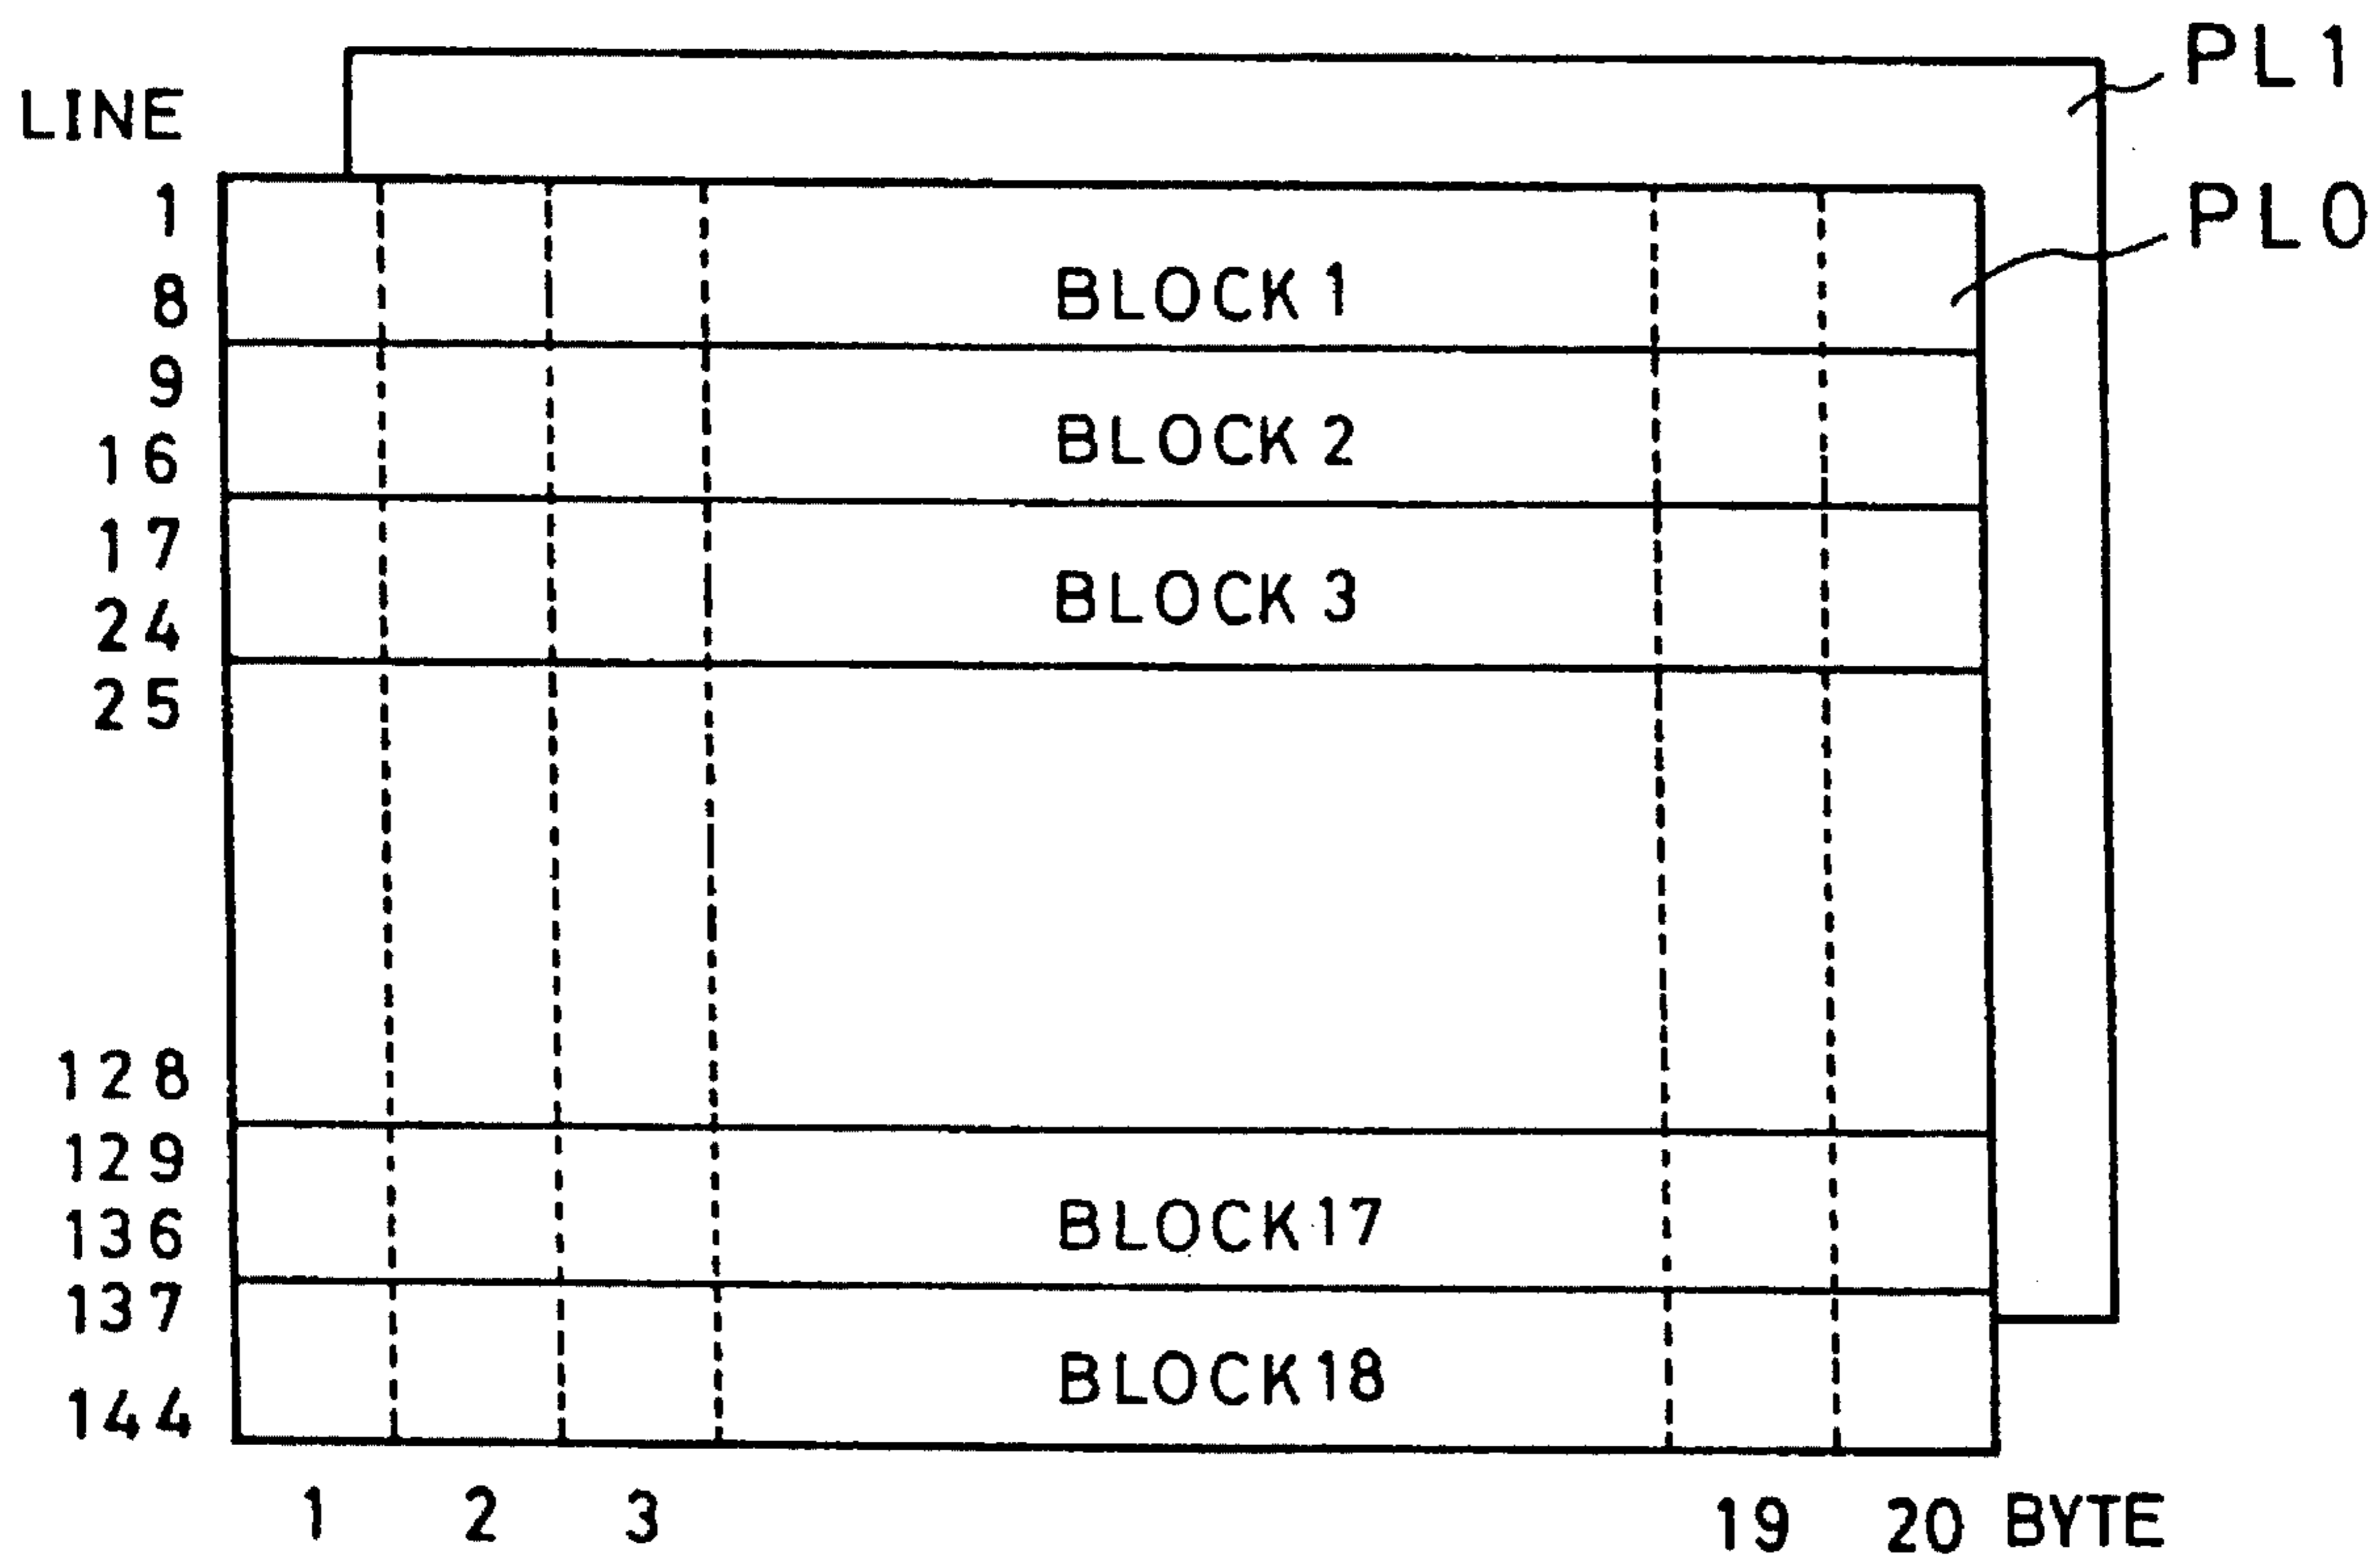 PL1
LINE
1
PL0
8
BLOCK 1
9
16
BLOCK 2
17
24
BLOCK 3
25
128
129
136
BLOCK 17
137
144
BLOCK 18
1 2 3 19 20 BYTE